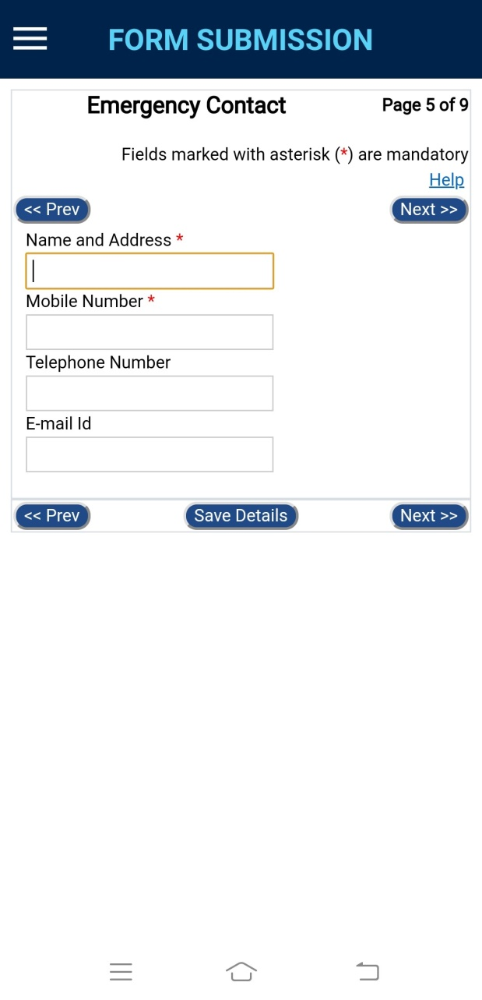 FORM SUBMISSION
Emergency Contact Page 5 of 9
Fields marked with asterisk (*) are mandatory
Help
<< Prev Next >>
Name and Address *
Mobile Number *
Telephone Number
E-mail Id
<< Prev Save Details Next >>